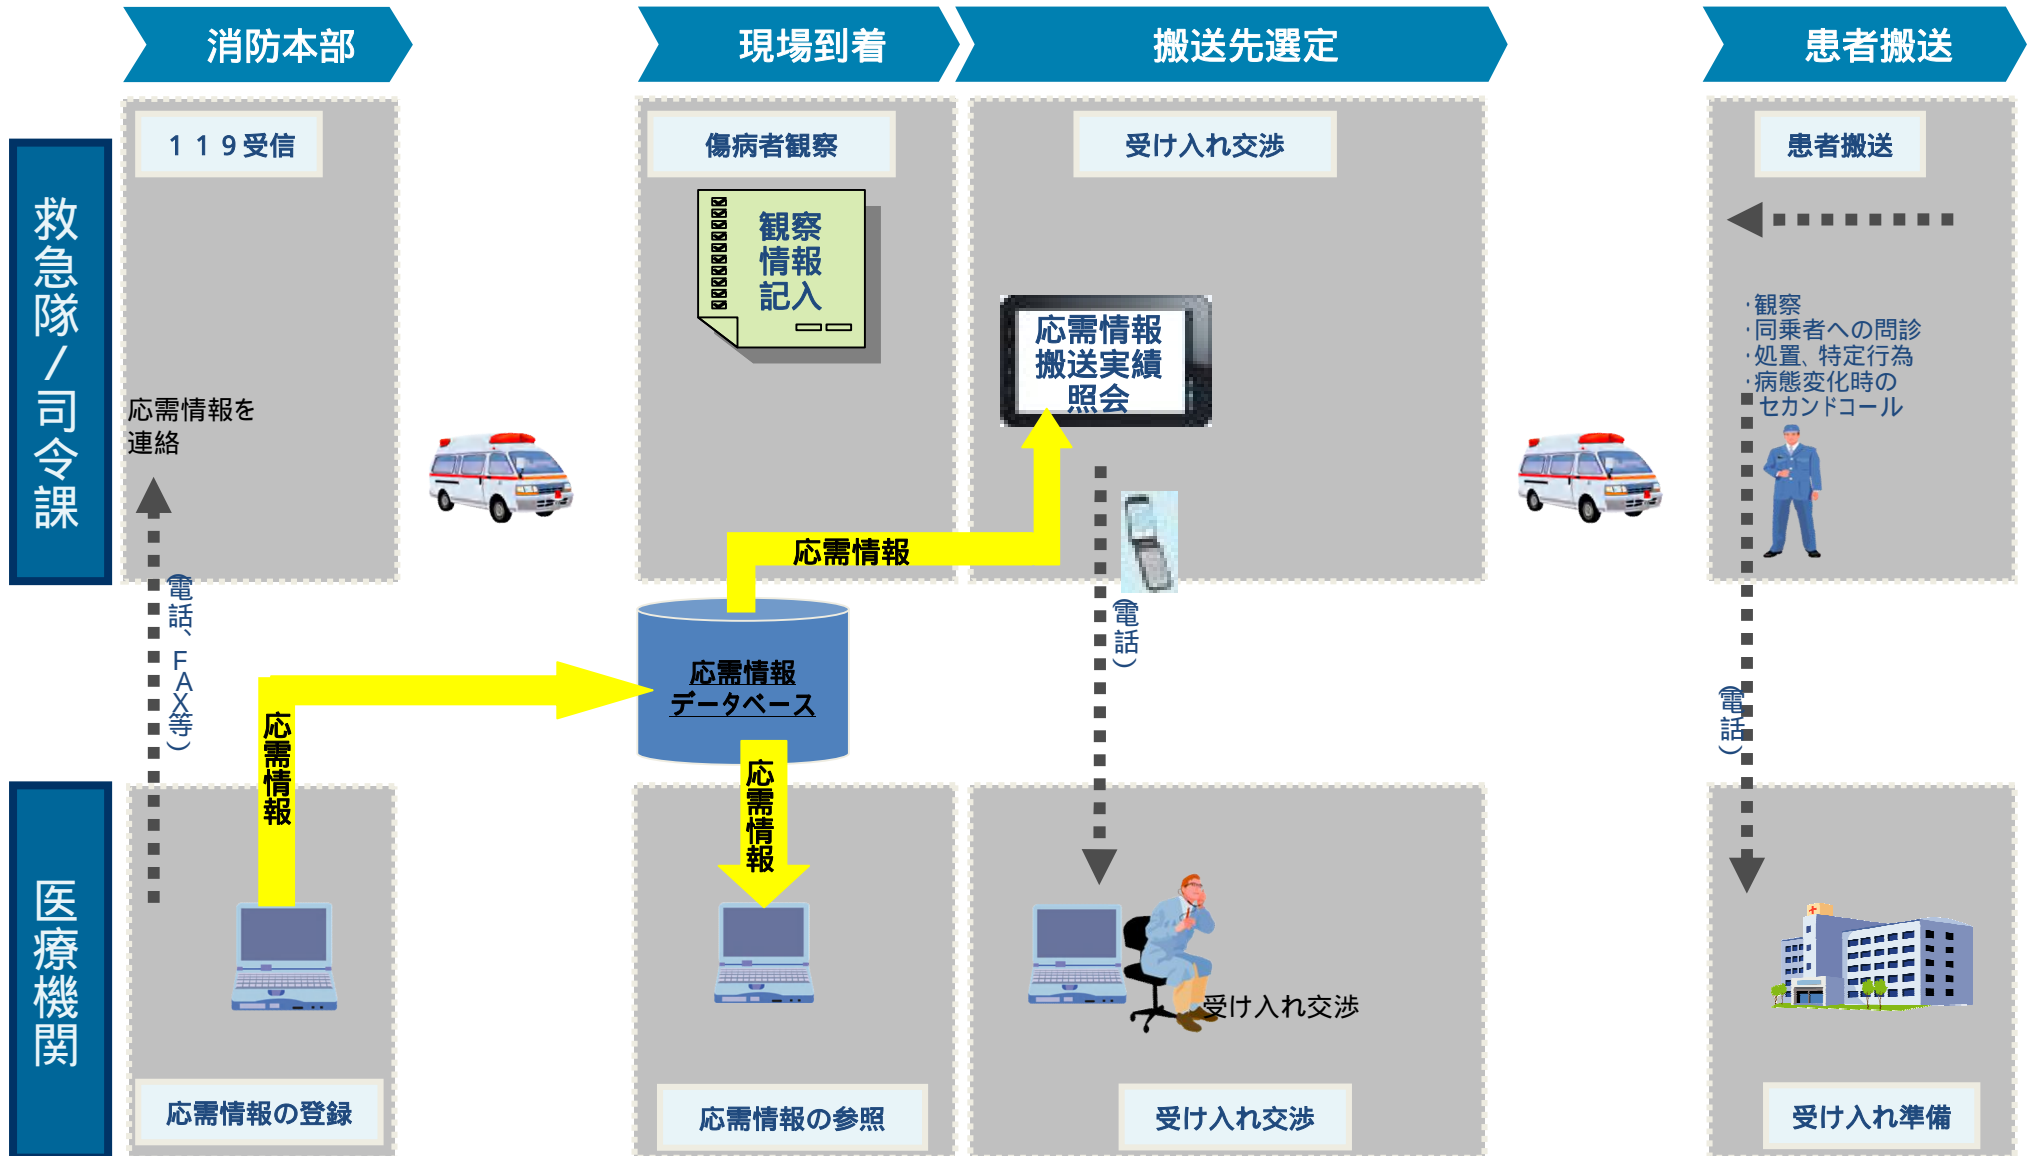 消防本部
現場到着
搬送先選定
患者搬送
救急隊/司令課
１１９受信
応需情報を
連絡
傷病者観察
観察
情報
記入
受け入れ交渉
応需情報
搬送実績
照会
患者搬送
・観察
・同乗者への問診
・処置、特定行為
・病態変化時の
セカンドコール
応需情報
（電話、FAX等）
（電話）
（電話）
応需情報
データベース
応需情報
応需情報
医療機関
受け入れ交渉
応需情報の登録
応需情報の参照
受け入れ交渉
受け入れ準備